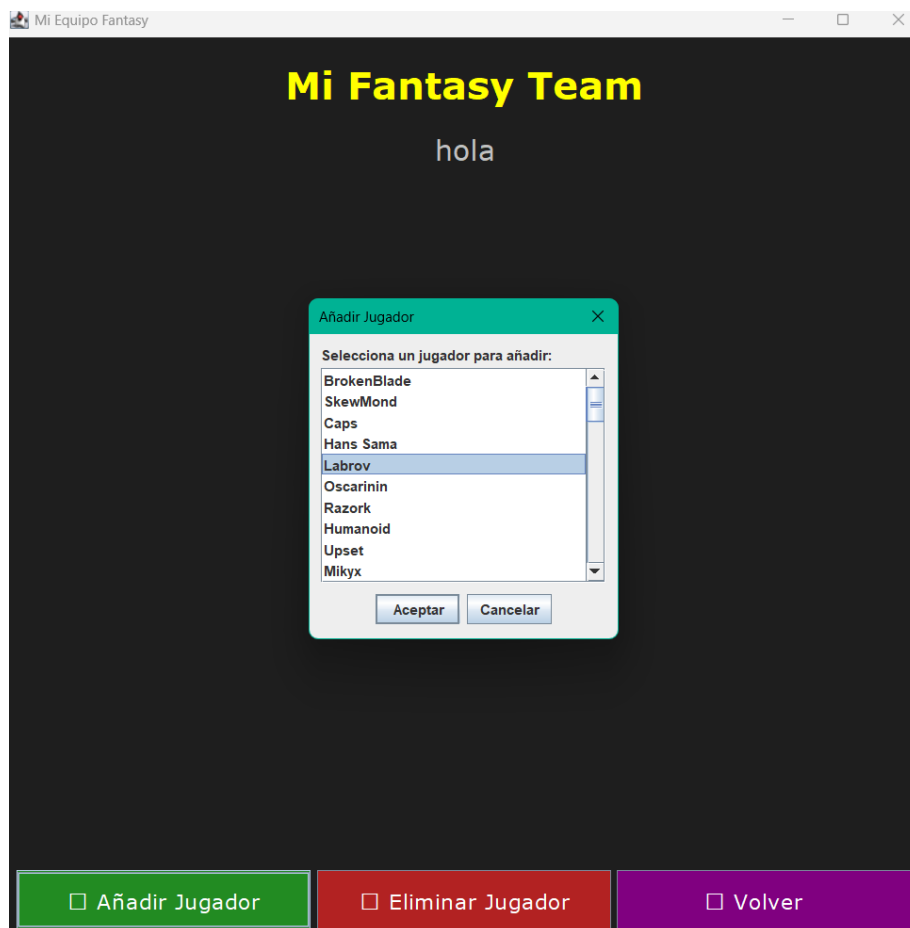 Mi Equipo Fantasy
Mi Fantasy Team
hola
Añadir Jugador
Selecciona un jugador para añadir:
BrokenBlade
SkewMond
Caps
Hans Sama
Labrov
Oscarinin
Razork
Humanoid
Upset
Mikyx
Aceptar Cancelar
□ Añadir Jugador □ Eliminar Jugador □ Volver